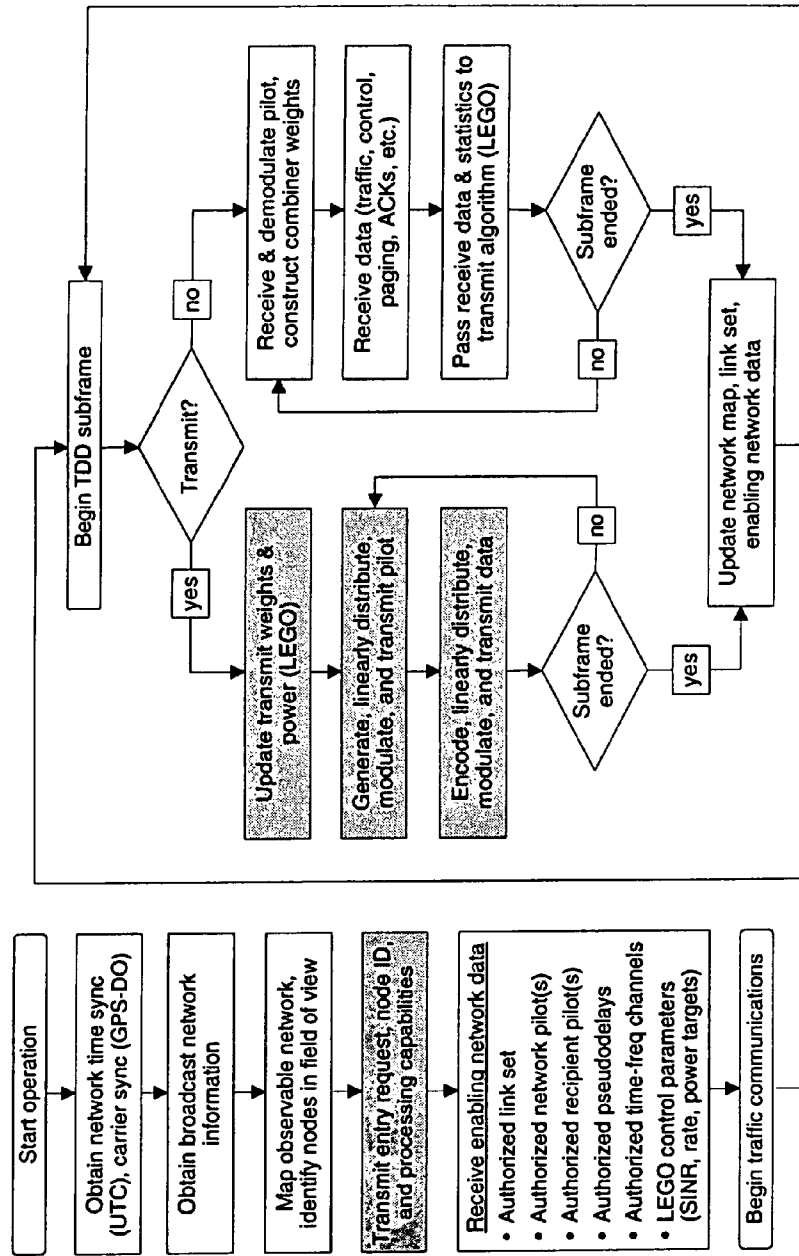 Start operation
Obtain network time sync
(UTC), carrier sync (GPS-DO)
Obtain broadcast network
information
Map observable network,
identify nodes in field of view
Transmit entry request, node ID,
and processing capabilities
Receive enabling network data
• Authorized link set
• Authorized network pilot(s)
• Authorized recipient pilot(s)
• Authorized pseudodelays
• Authorized time-freq channels
• LEGO control parameters
(SINR, rate, power targets)
Begin traffic communications
Begin TDD subframe
Transmit?
yes
no
Update transmit weights &
power (LEGO)
Generate, linearly distribute,
modulate, and transmit pilot
Encode, linearly distribute,
modulate, and transmit data
Subframe
ended?
no
yes
Receive & demodulate pilot,
construct combiner weights
Receive data (traffic, control,
paging, ACKs, etc.)
Pass receive data & statistics to
transmit algorithm (LEGO)
Subframe
ended?
no
yes
Update network map, link set,
enabling network data